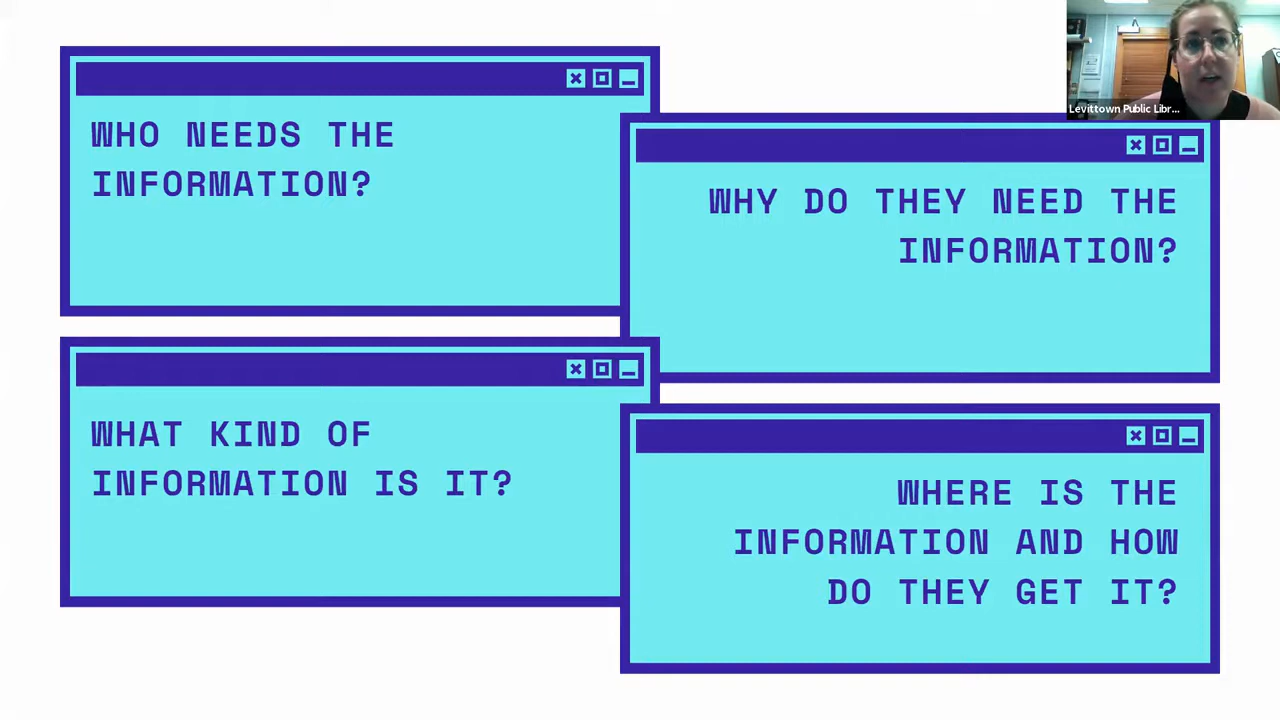 WHO NEEDS THE
INFORMATION?
WHY DO THEY NEED THE
INFORMATION?
WHAT KIND OF
INFORMATION IS IT?
WHERE IS THE
INFORMATION AND HOW
DO THEY GET IT?
Levittown Public Libr...